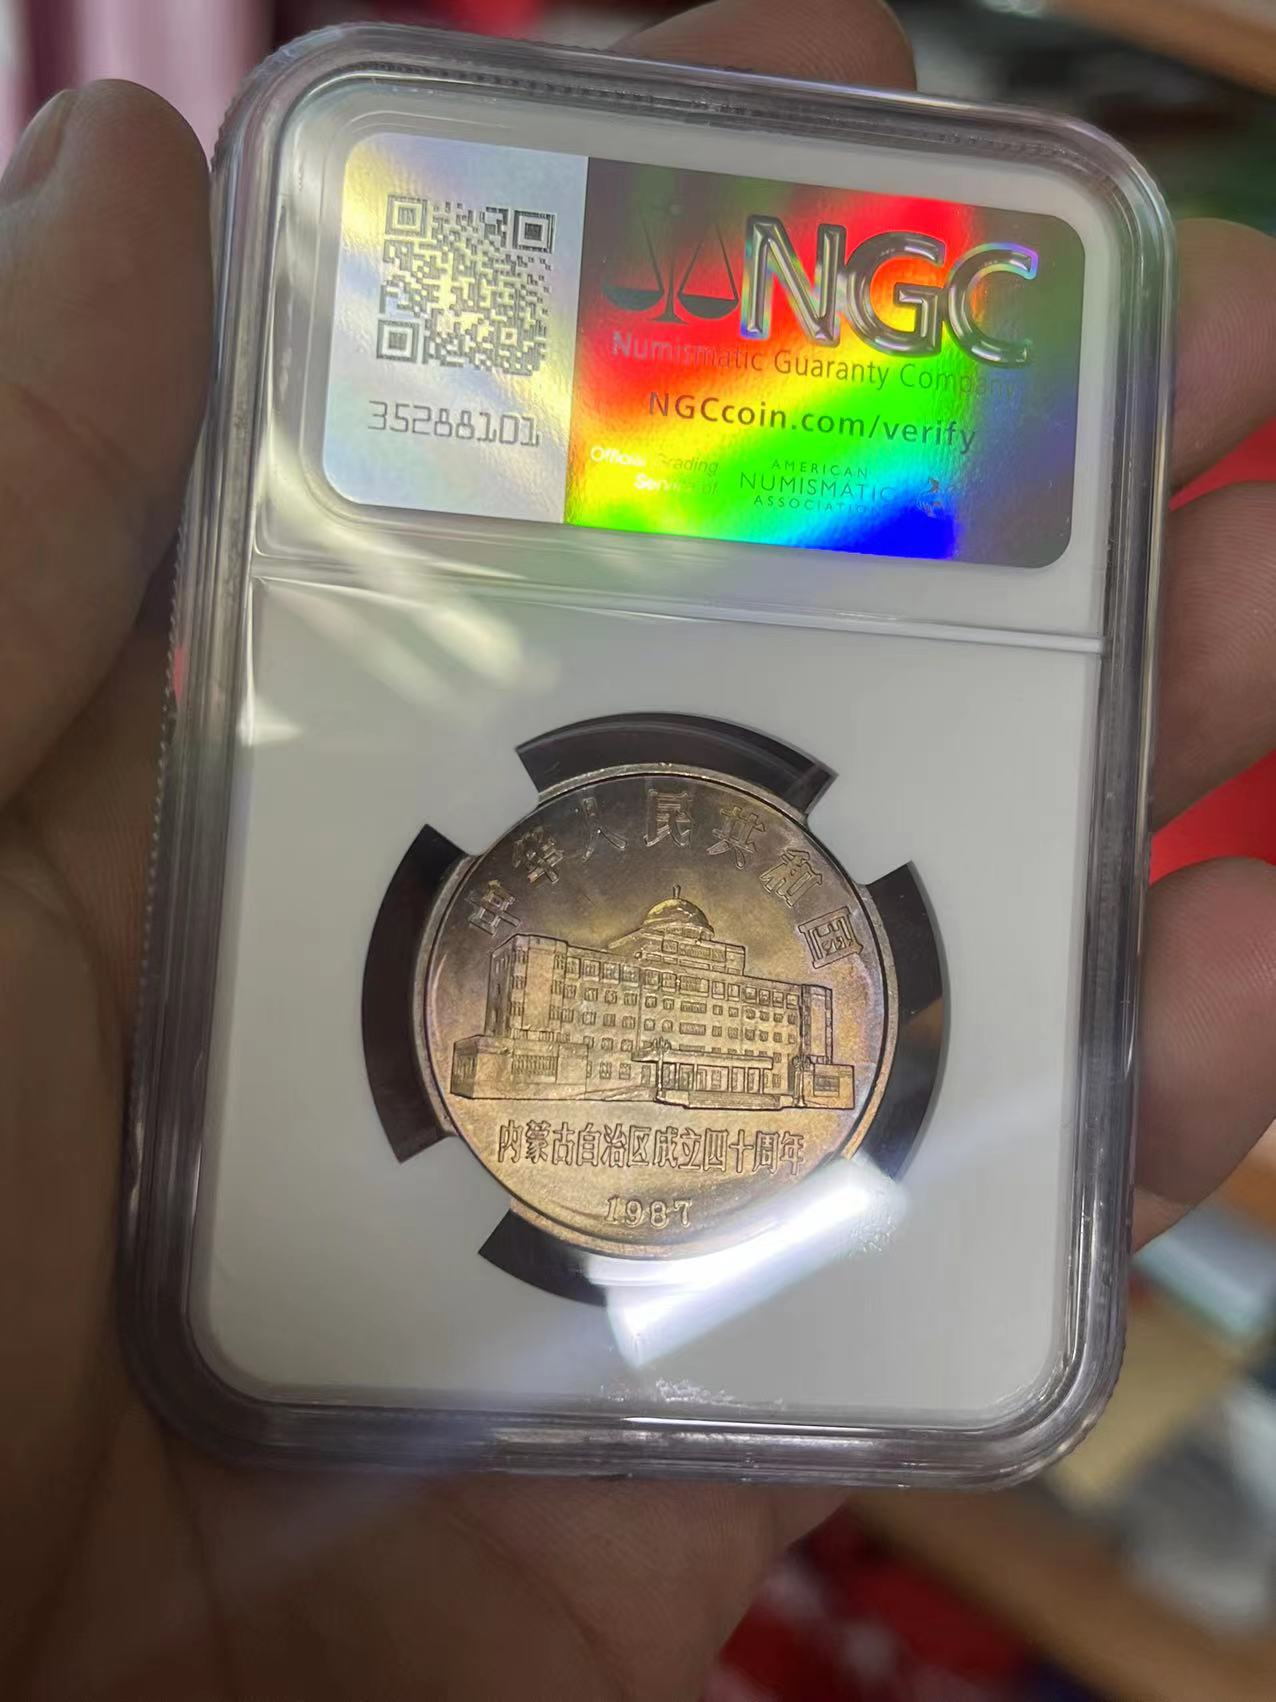 35288101
NGC
Numismatic Guaranty Company
NGCcoin.com/verify
Official Grading
Service of
AMERICAN
NUMISMATIC
ASSOCIATION
中华人民共和国
内蒙古自治区成立四十周年
1987